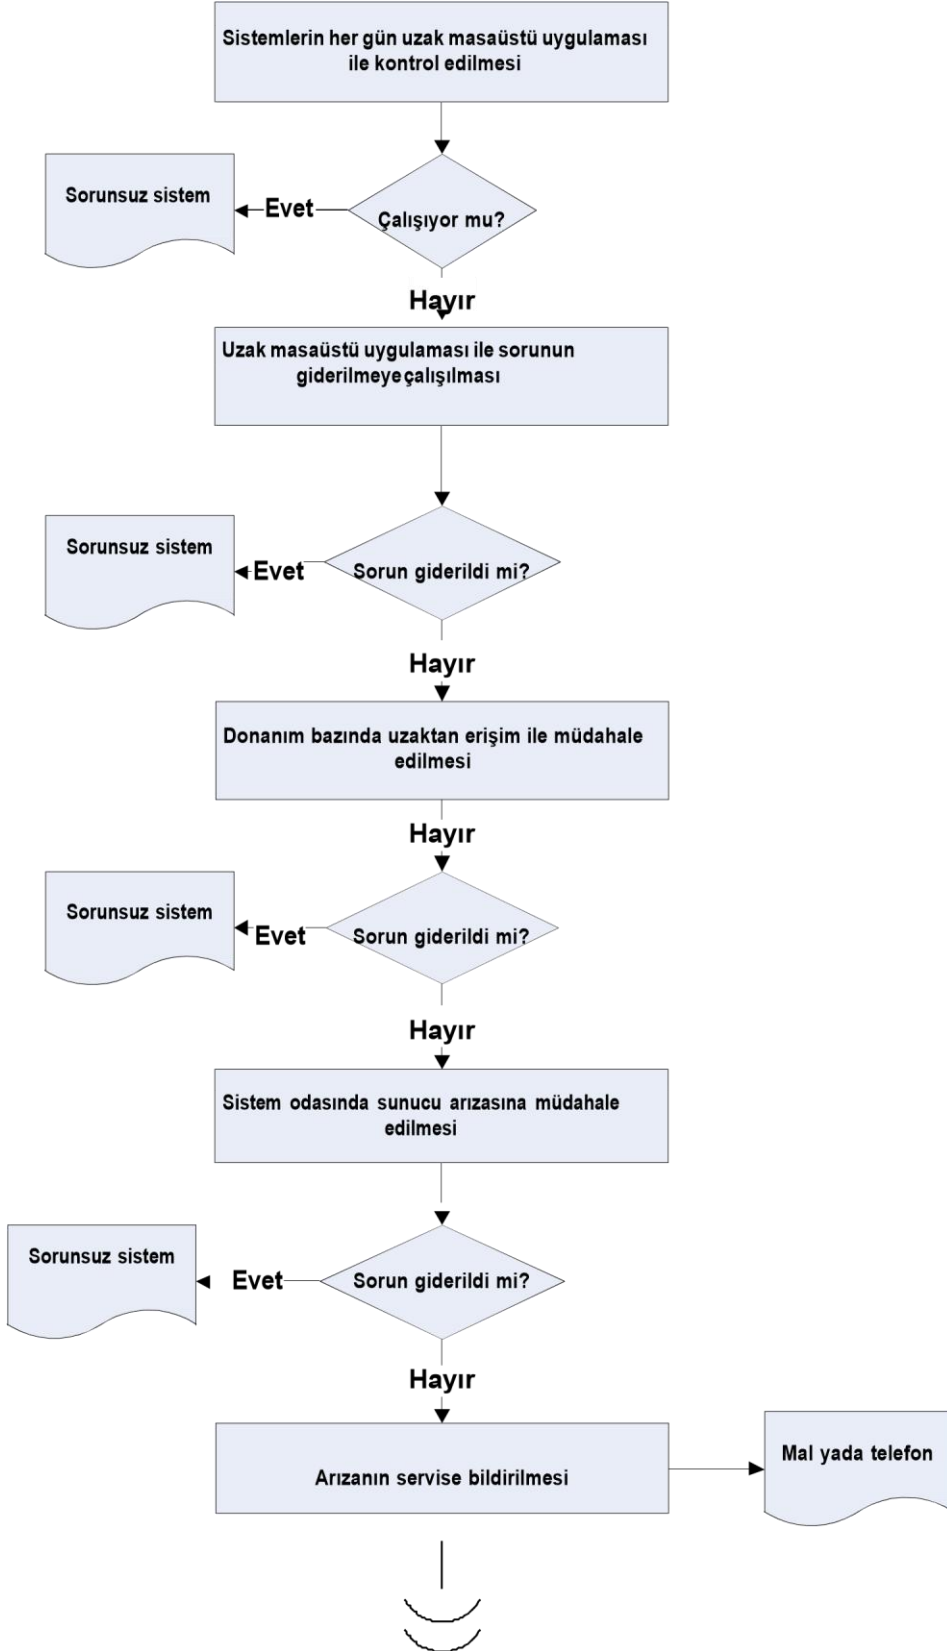 Sistemlerin her gün uzak masaüstü uygulaması
ile kontrol edilmesi
Sorunsuz sistem
Evet
Çalışıyor mu?
Hayır
Uzak masaüstü uygulaması ile sorunun
giderilmeye çalışılması
Sorunsuz sistem
Evet
Sorun giderildi mi?
Hayır
Donanım bazında uzaktan erişim ile müdahale
edilmesi
Hayır
Sorunsuz sistem
Evet
Sorun giderildi mi?
Hayır
Sistem odasında sunucu arızasına müdahale
edilmesi
Sorunsuz sistem
Evet
Sorun giderildi mi?
Hayır
Arızanın servise bildirilmesi
Mal yada telefon